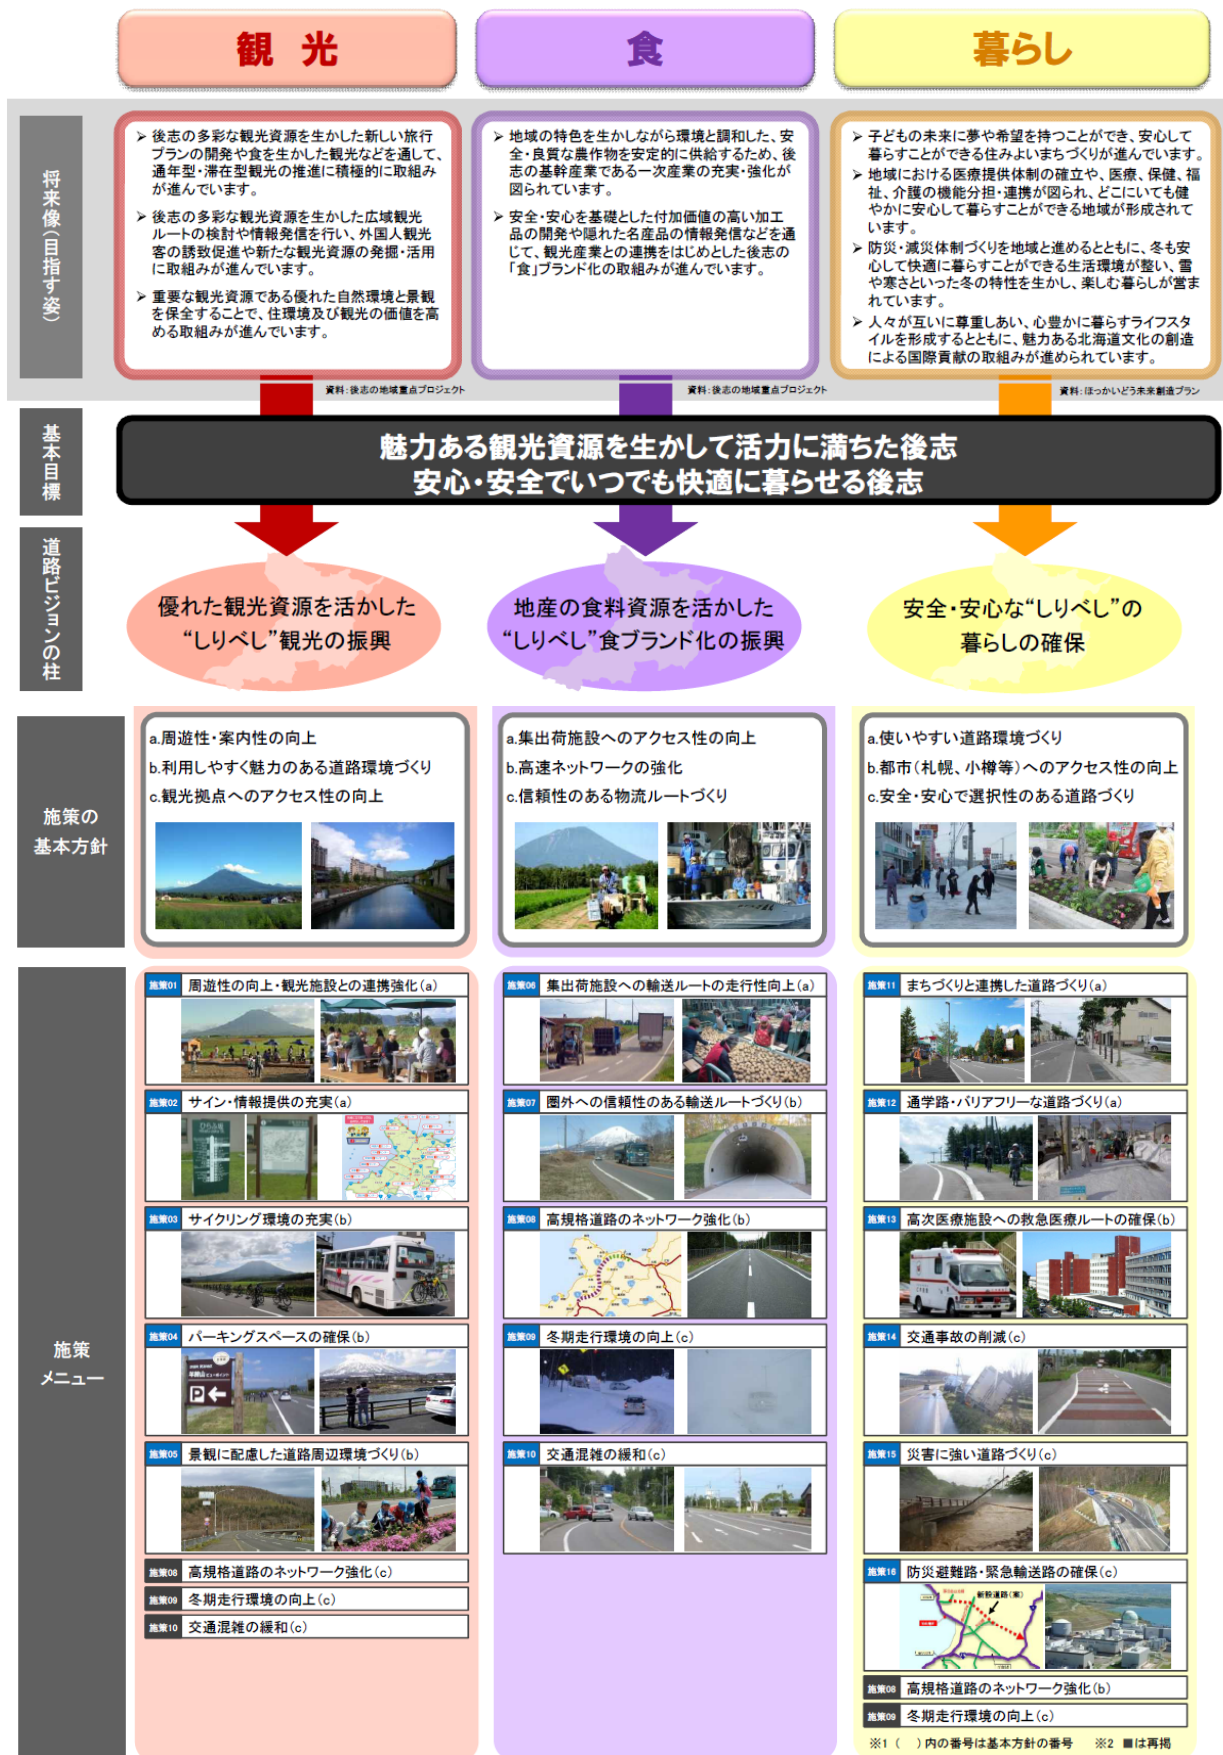 観 光
食
暮らし
将来像(目指す姿)
➢ 後志の多彩な観光資源を生かした新しい旅行
プランの開発や食を生かした観光などを通して、
通年型・滞在型観光の推進に積極的に取組み
が進んでいます。
➢ 後志の多彩な観光資源を生かした広域観光
ルートの検討や情報発信を行い、外国人観光
客の誘致促進や新たな観光資源の発掘・活用
に取組みが進んでいます。
➢ 重要な観光資源である優れた自然環境と景観
を保全することで、住環境及び観光の価値を高
める取組みが進んでいます。
資料:後志の地域重点プロジェクト
➢ 地域の特色を生かしながら環境と調和した、安
全・良質な農作物を安定的に供給するため、後
志の基幹産業である一次産業の充実・強化が
図られています。
➢ 安全・安心を基礎とした付加価値の高い加工
品の開発や隠れた名産品の情報発信などを通
じて、観光産業との連携をはじめとした後志の
「食」ブランド化の取組みが進んでいます。
資料:後志の地域重点プロジェクト
➢ 子どもの未来に夢や希望を持つことができ、安心して
暮らすことができる住みよいまちづくりが進んでいます。
➢ 地域における医療提供体制の確立や、医療、保健、福
祉、介護の機能分担・連携が図られ、どこにいても健
やかに安心して暮らすことができる地域が形成されて
います。
➢ 防災・減災体制づくりを地域と進めるとともに、冬も安
心して快適に暮らすことができる生活環境が整い、雪
や寒さといった冬の特性を生かし、楽しむ暮らしが営ま
れています。
➢ 人々が互いに尊重しあい、心豊かに暮らすライフスタ
イルを形成するとともに、魅力ある北海道文化の創造
による国際貢献の取組みが進められています。
資料:ほっかいどう未来創造プラン
基本目標
魅力ある観光資源を生かして活力に満ちた後志
安心・安全でいつでも快適に暮らせる後志
道路ビジョンの柱
優れた観光資源を活かした
“しりべし”観光の振興
地産の食料資源を活かした
“しりべし”食ブランド化の振興
安全・安心な“しりべし”の
暮らしの確保
施策の
基本方針
a.周遊性・案内性の向上
b.利用しやすく魅力のある道路環境づくり
c.観光拠点へのアクセス性の向上
a.集出荷施設へのアクセス性の向上
b.高速ネットワークの強化
c.信頼性のある物流ルートづくり
a.使いやすい道路環境づくり
b.都市(札幌、小樽等)へのアクセス性の向上
c.安全・安心で選択性のある道路づくり
施策
メニュー
施策01 周遊性の向上・観光施設との連携強化(a)
施策02 サイン・情報提供の充実(a)
施策03 サイクリング環境の充実(b)
施策04 パーキングスペースの確保(b)
P←
施策05 景観に配慮した道路周辺環境づくり(b)
施策08 高規格道路のネットワーク強化(c)
施策09 冬期走行環境の向上(c)
施策10 交通混雑の緩和(c)
施策06 集出荷施設への輸送ルートの走行性向上(a)
施策07 圏外への信頼性のある輸送ルートづくり(b)
施策08 高規格道路のネットワーク強化(b)
施策09 冬期走行環境の向上(c)
施策10 交通混雑の緩和(c)
施策11 まちづくりと連携した道路づくり(a)
施策12 通学路・バリアフリーな道路づくり(a)
施策13 高次医療施設への救急医療ルートの確保(b)
施策14 交通事故の削減(c)
施策15 災害に強い道路づくり(c)
施策16 防災避難路・緊急輸送路の確保(c)
新設道路(案)
施策08 高規格道路のネットワーク強化(b)
施策09 冬期走行環境の向上(c)
※1 ( )内の番号は基本方針の番号 ※2 ■は再掲